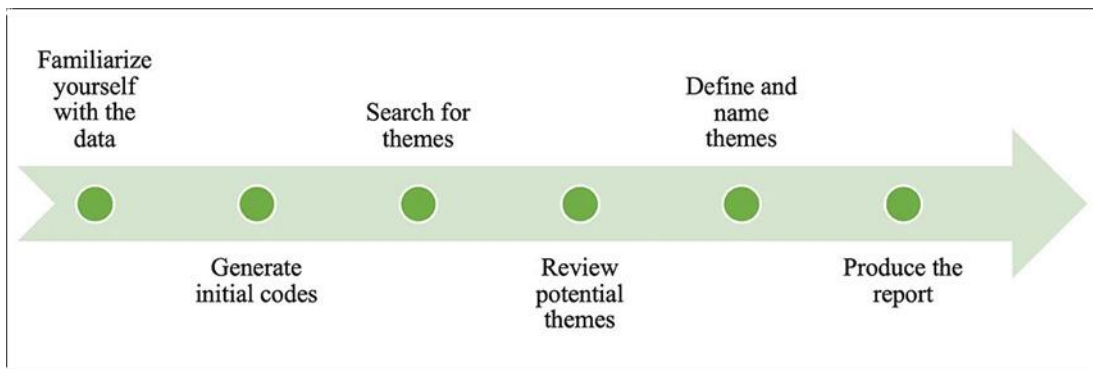 Familiarize
yourself
with the
data
Generate
initial codes
Search for
themes
Review
potential
themes
Define and
name
themes
Produce the
report